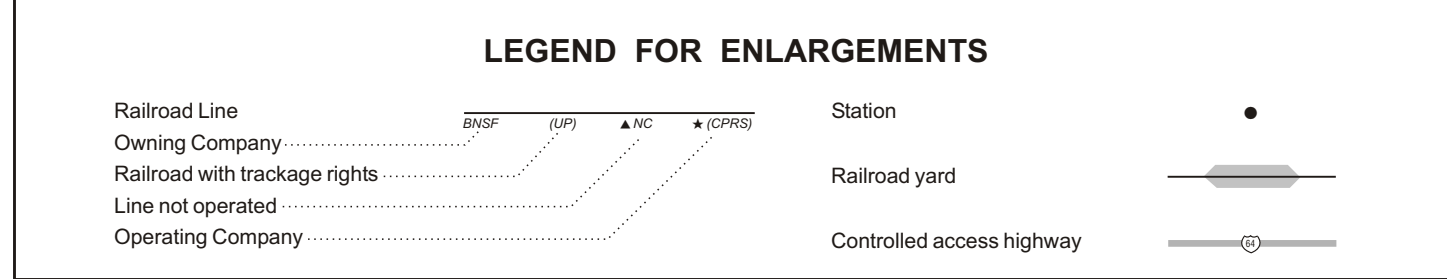 LEGEND FOR ENLARGEMENTS
Railroad Line
BNSF (UP) ▲ NC ★ (CPRS)
Owning Company
Railroad with trackage rights
Line not operated
Operating Company
Station
Railroad yard
Controlled access highway
64